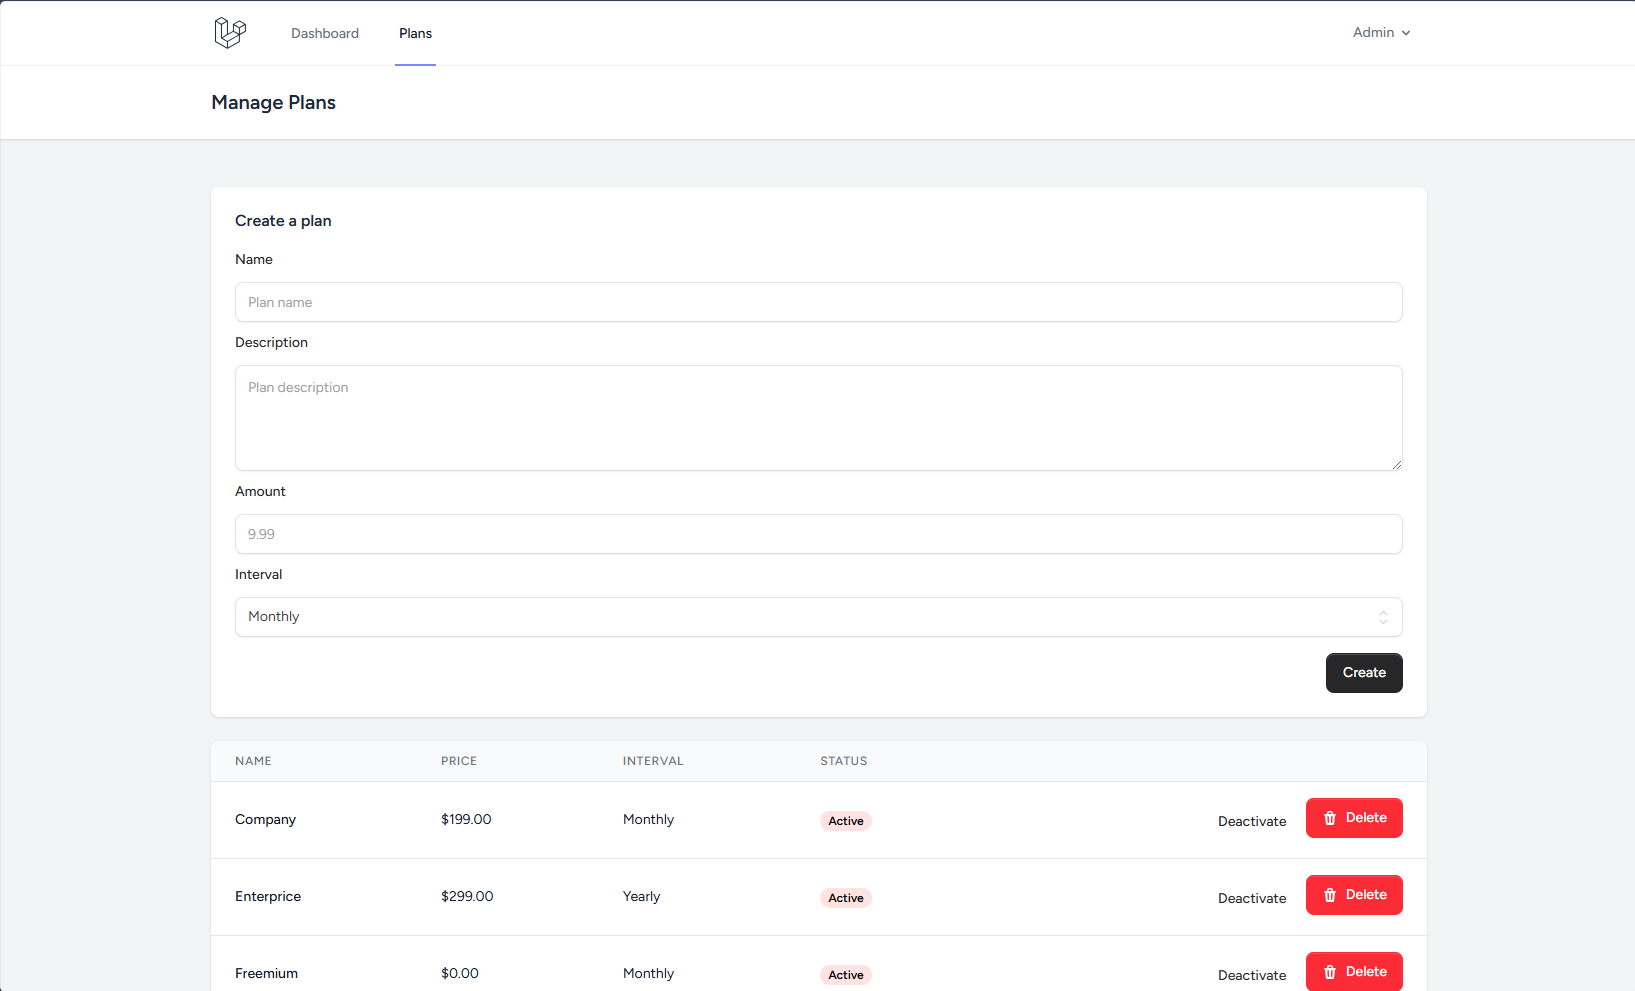 Dashboard Plans Admin
Manage Plans
Create a plan
Name
Plan name
Description
Plan description
Amount
9.99
Interval
Monthly
Create
NAME PRICE INTERVAL STATUS
Company $199.00 Monthly Active Deactivate Delete
Enterprice $299.00 Yearly Active Deactivate Delete
Freemium $0.00 Monthly Active Deactivate Delete